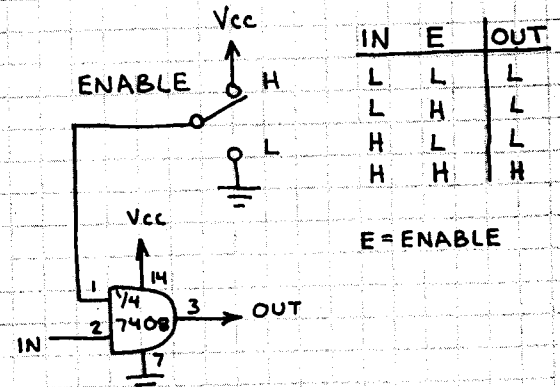 Vcc
ENABLE H
L
IN E OUT
L L L
L H L
H L L
H H H
E = ENABLE
Vcc
14
1
1/4
7408
2
3
OUT
IN
7